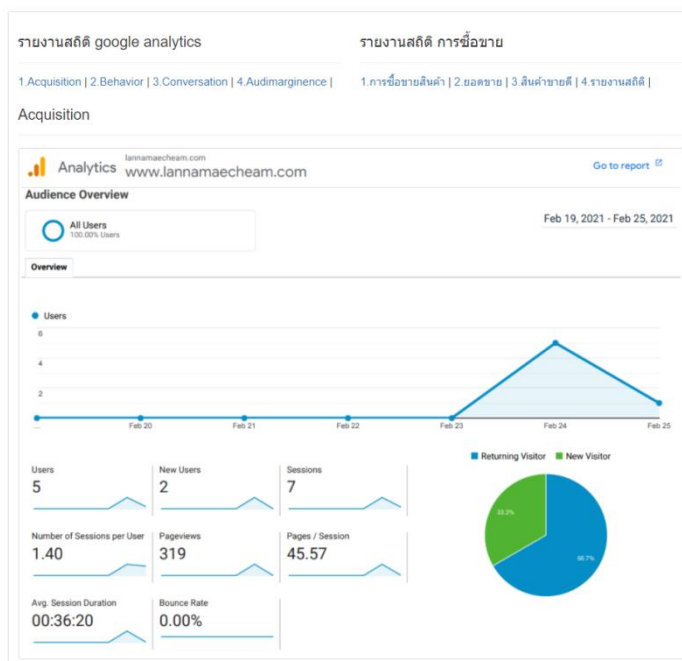 รายงานสถิติ google analytics
รายงานสถิติ การซื้อขาย
1.Acquisition | 2.Behavior | 3.Conversation | 4.Audimarginence |
1.การซื้อขายสินค้า | 2.ยอดขาย | 3.สินค้าขายดี | 4.รายงานสถิติ |
Acquisition
Analytics
lannamaecheam.com
www.lannamaecheam.com
Go to report
Audience Overview
All Users
100.00% Users
Feb 19, 2021 - Feb 25, 2021
Overview
Users
6
4
2
...
Feb 20
Feb 21
Feb 22
Feb 23
Feb 24
Feb 25
Returning Visitor
New Visitor
Users
5
New Users
2
Sessions
7
Number of Sessions per User
1.40
Pageviews
319
Pages / Session
45.57
Avg. Session Duration
00:36:20
Bounce Rate
0.00%
33.3%
66.7%